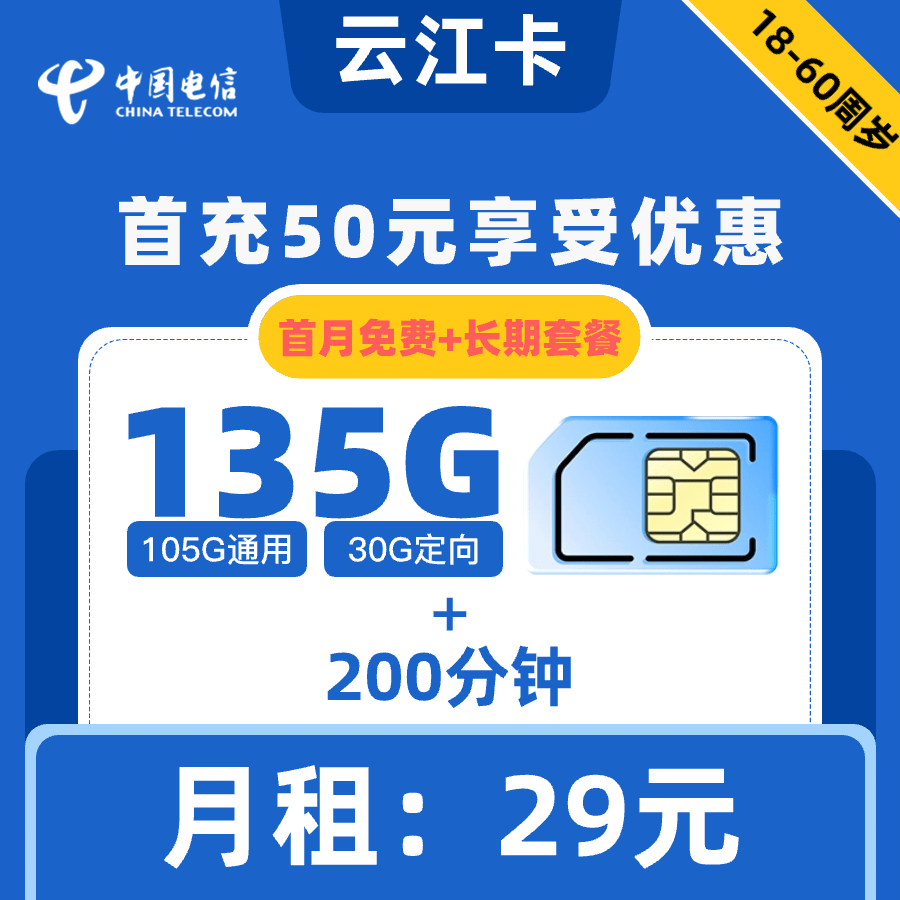 云江卡
中国电信
CHINA TELECOM
18-60周岁
首充50元享受优惠
首月免费+长期套餐
135G
105G通用
30G定向
+
200分钟
月租：29元